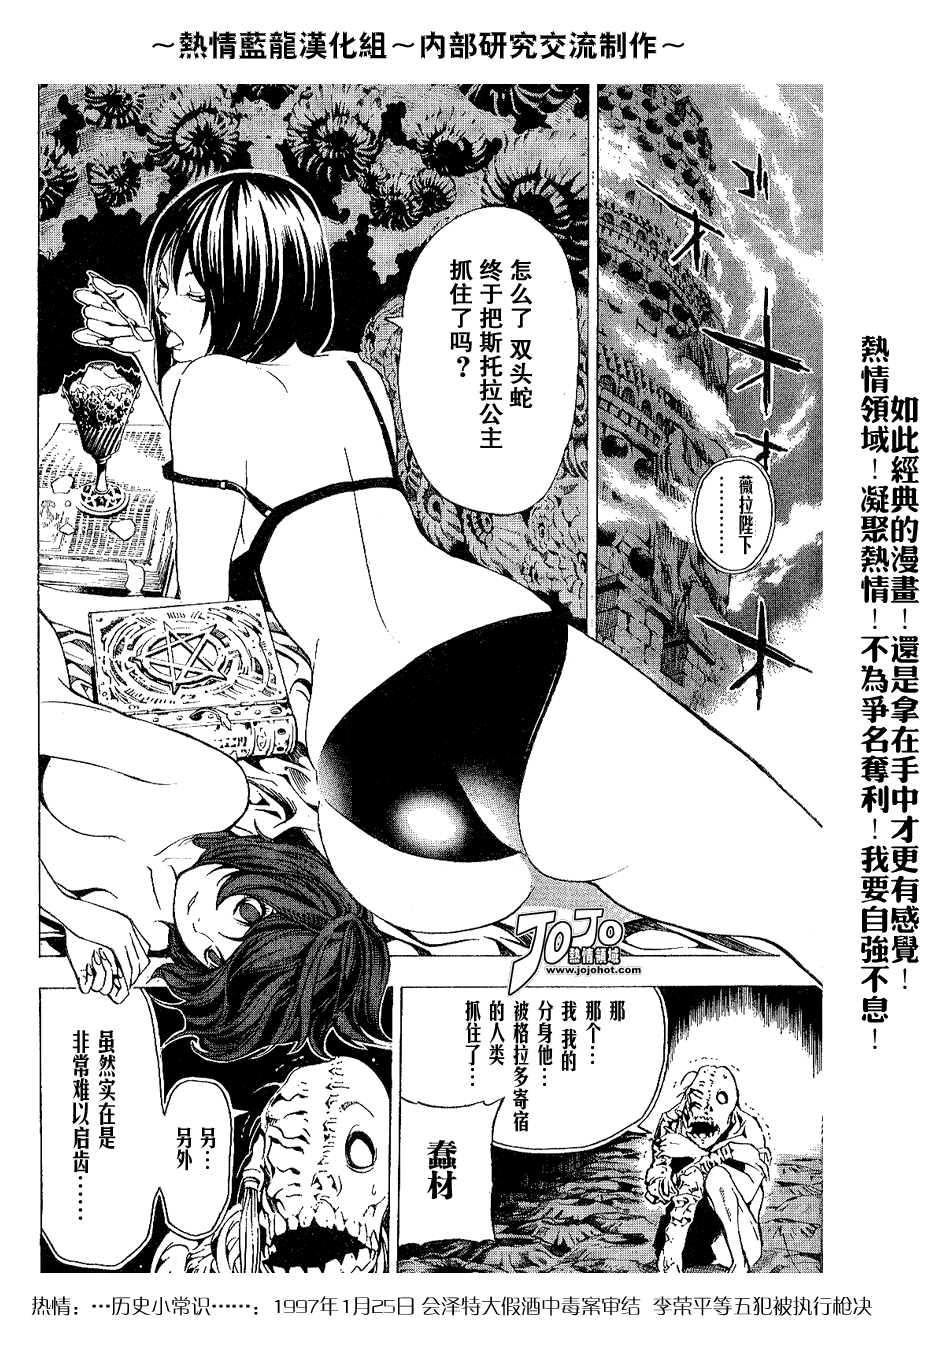 ～熱情藍龍漢化組～内部研究交流制作～
薇拉陛下
…………
怎么了 双头蛇
终于把斯托拉公主
抓住了吗？
那
那个…
我 我的
分身他…
被格拉多寄宿
的人类
抓住了…
蠢材
另…
另外
虽然实在是
非常难以启齿……
如此經典的漫畫！還是拿在手中才更有感覺！
熱情領域！凝聚熱情！不為爭名奪利！我要自強不息！
JOJO
熱情領域
www.jojohot.com
热情：…历史小常识……：1997年1月25日 会泽特大假酒中毒案审结 李荣平等五犯被执行枪决